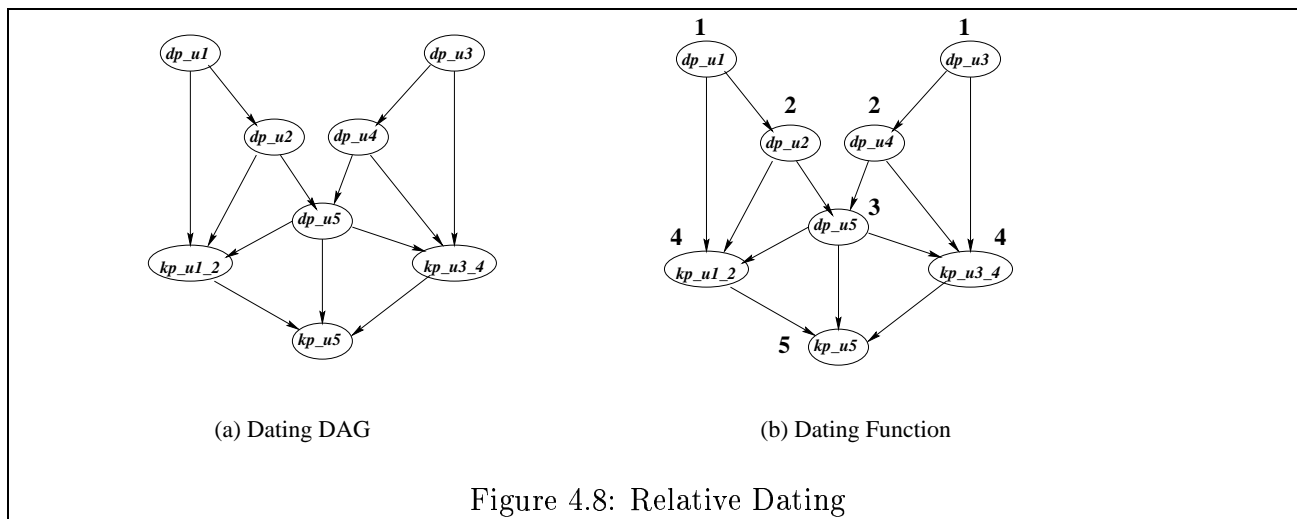 dp_u1
dp_u3
dp_u2
dp_u4
dp_u5
kp_u1_2
kp_u3_4
kp_u5
(a) Dating DAG
1
1
dp_u1
dp_u3
2
2
dp_u2
dp_u4
3
dp_u5
4
4
kp_u1_2
kp_u3_4
5
kp_u5
(b) Dating Function
Figure 4.8: Relative Dating